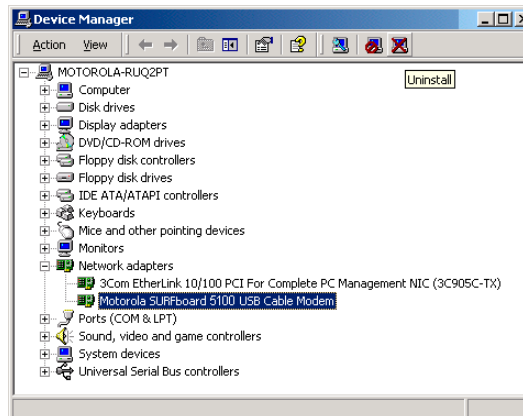 Device Manager
Action View
Uninstall
MOTOROLA-RUQ2PT
Computer
Disk drives
Display adapters
DVD/CD-ROM drives
Floppy disk controllers
Floppy disk drives
IDE ATA/ATAPI controllers
Keyboards
Mice and other pointing devices
Monitors
Network adapters
3Com EtherLink 10/100 PCI For Complete PC Management NIC (3C905C-TX)
Motorola SURFboard 5100 USB Cable Modem
Ports (COM & LPT)
Sound, video and game controllers
System devices
Universal Serial Bus controllers